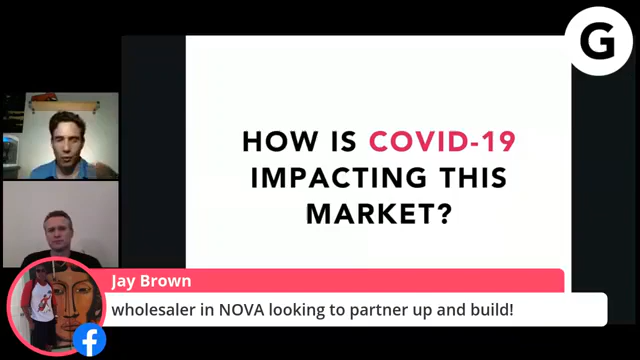 G
HOW IS COVID-19
IMPACTING THIS
MARKET?
Jay Brown
wholesaler in NOVA looking to partner up and build!
f